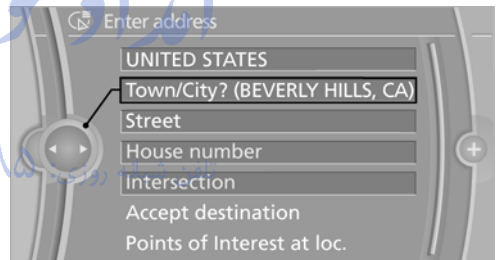 Enter address
UNITED STATES
Town/City? (BEVERLY HILLS, CA)
Street
House number
Intersection
Accept destination
Points of Interest at loc.